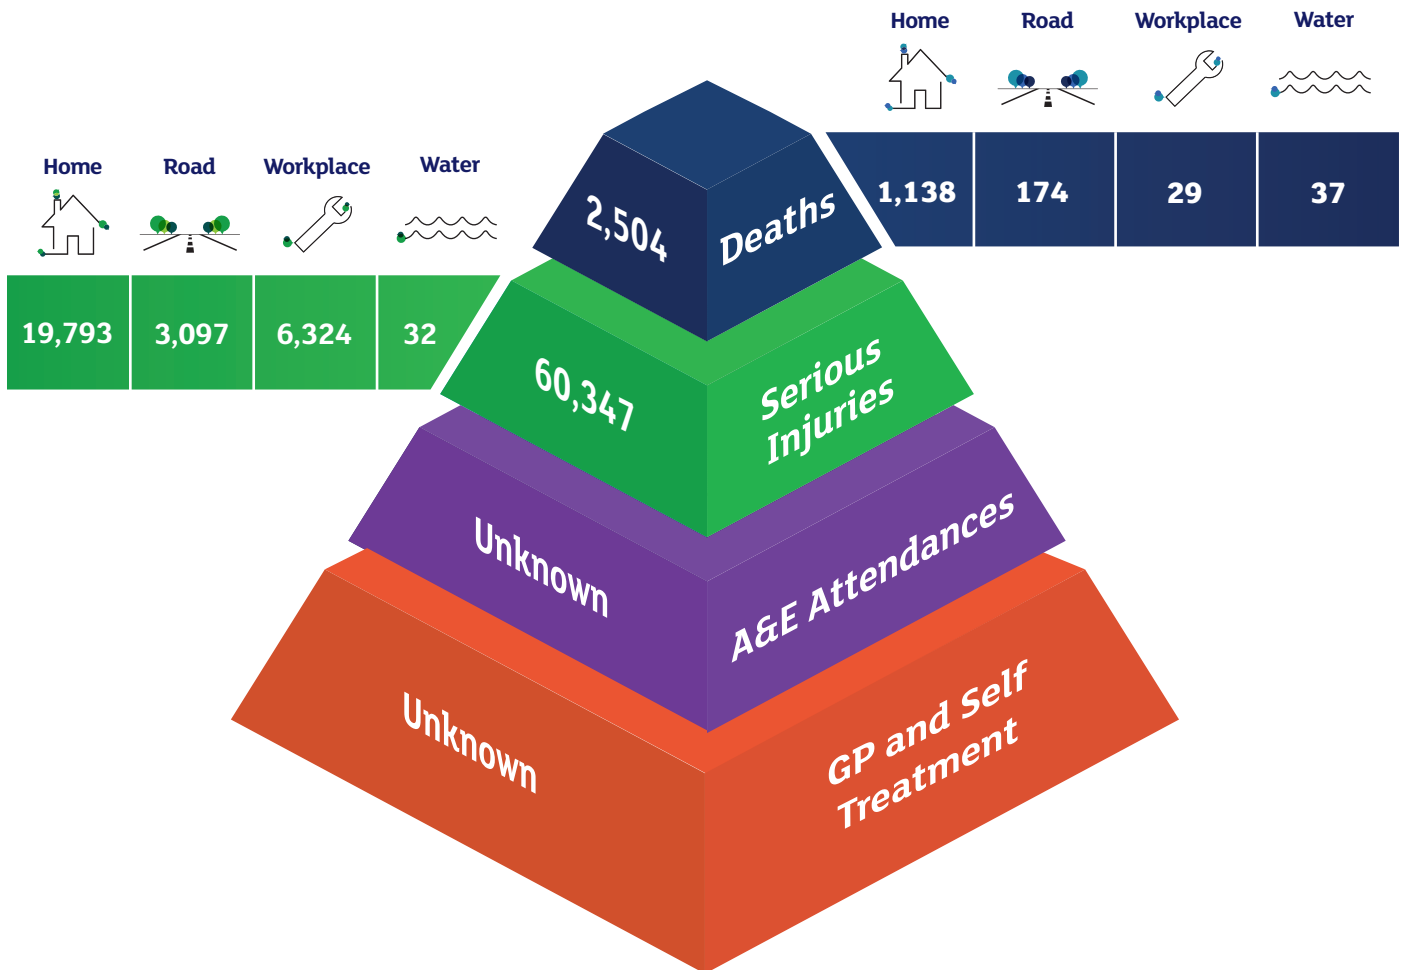 Home Road Workplace Water
1,138 174 29 37
Home Road Workplace Water
19,793 3,097 6,324 32
2,504 Deaths
60,347 Serious
Injuries
Unknown A&E Attendances
Unknown GP and Self
Treatment